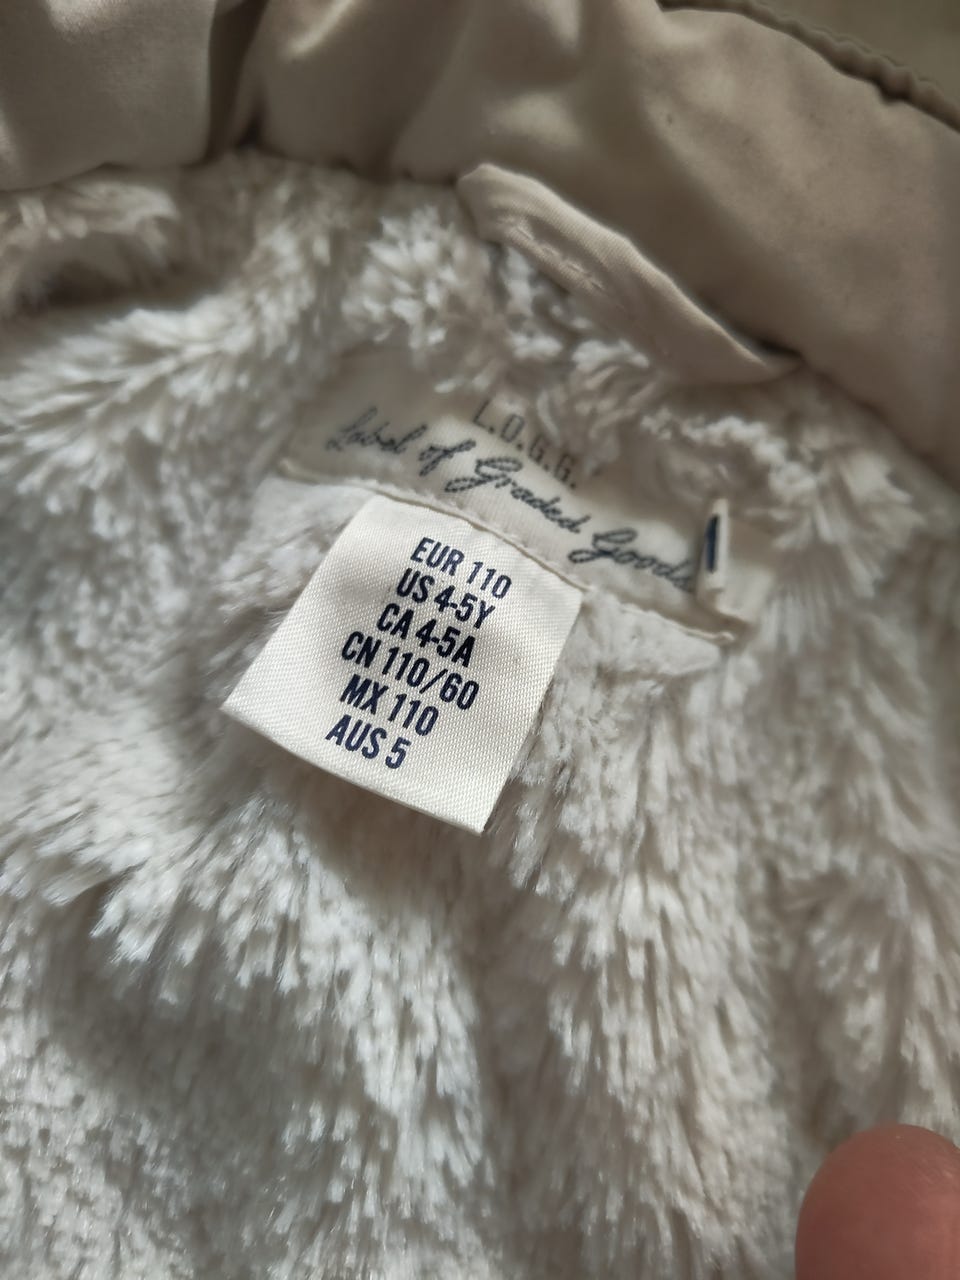 L.O.G.G.
Label of Graded Goods
EUR 110
US 4-5Y
CA 4-5A
CN 110/60
MX 110
AUS 5